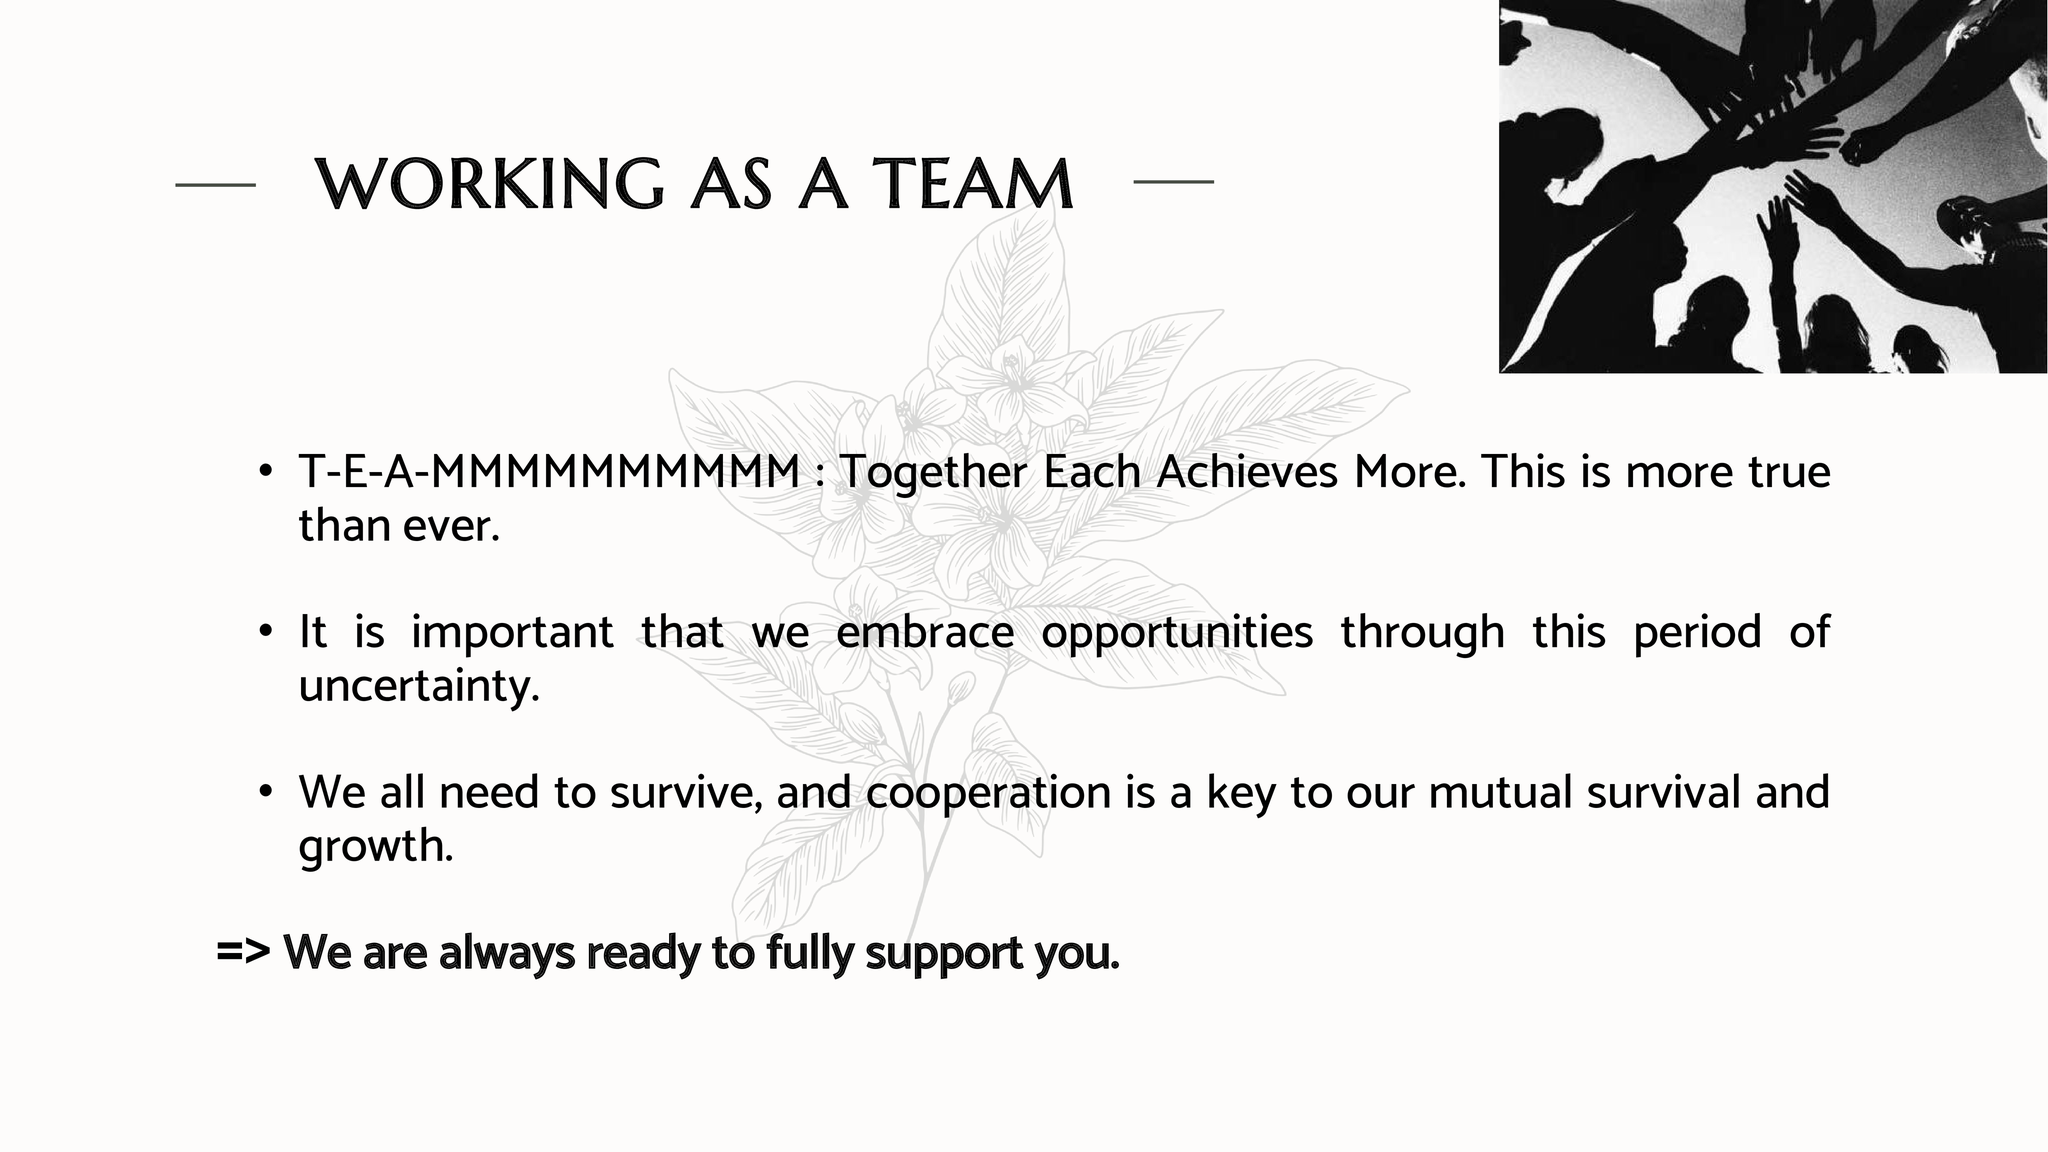 WORKING AS A TEAM
• T-E-A-MMMMMMMMMM : Together Each Achieves More. This is more true
than ever.
• It is important that we embrace opportunities through this period of
uncertainty.
• We all need to survive, and cooperation is a key to our mutual survival and
growth.
=> We are always ready to fully support you.